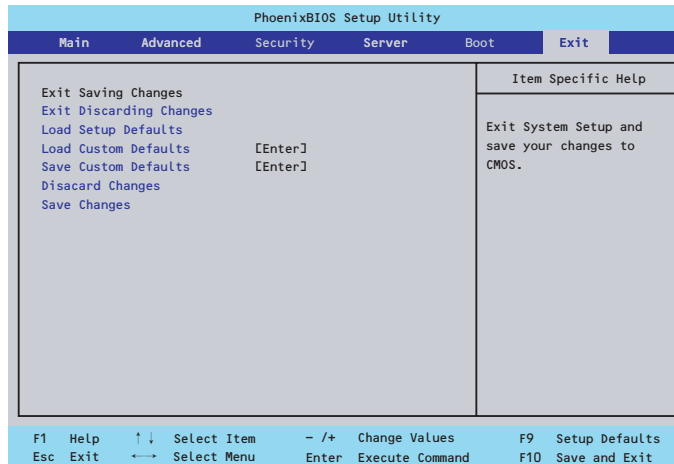 PhoenixBIOS Setup Utility
Main Advanced Security Server Boot Exit
Exit Saving Changes
Exit Discarding Changes
Load Setup Defaults
Load Custom Defaults [Enter]
Save Custom Defaults [Enter]
Disacard Changes
Save Changes
Item Specific Help
Exit System Setup and
save your changes to
CMOS.
F1 Help ↑↓ Select Item – /+ Change Values F9 Setup Defaults
Esc Exit ←→ Select Menu Enter Execute Command F10 Save and Exit